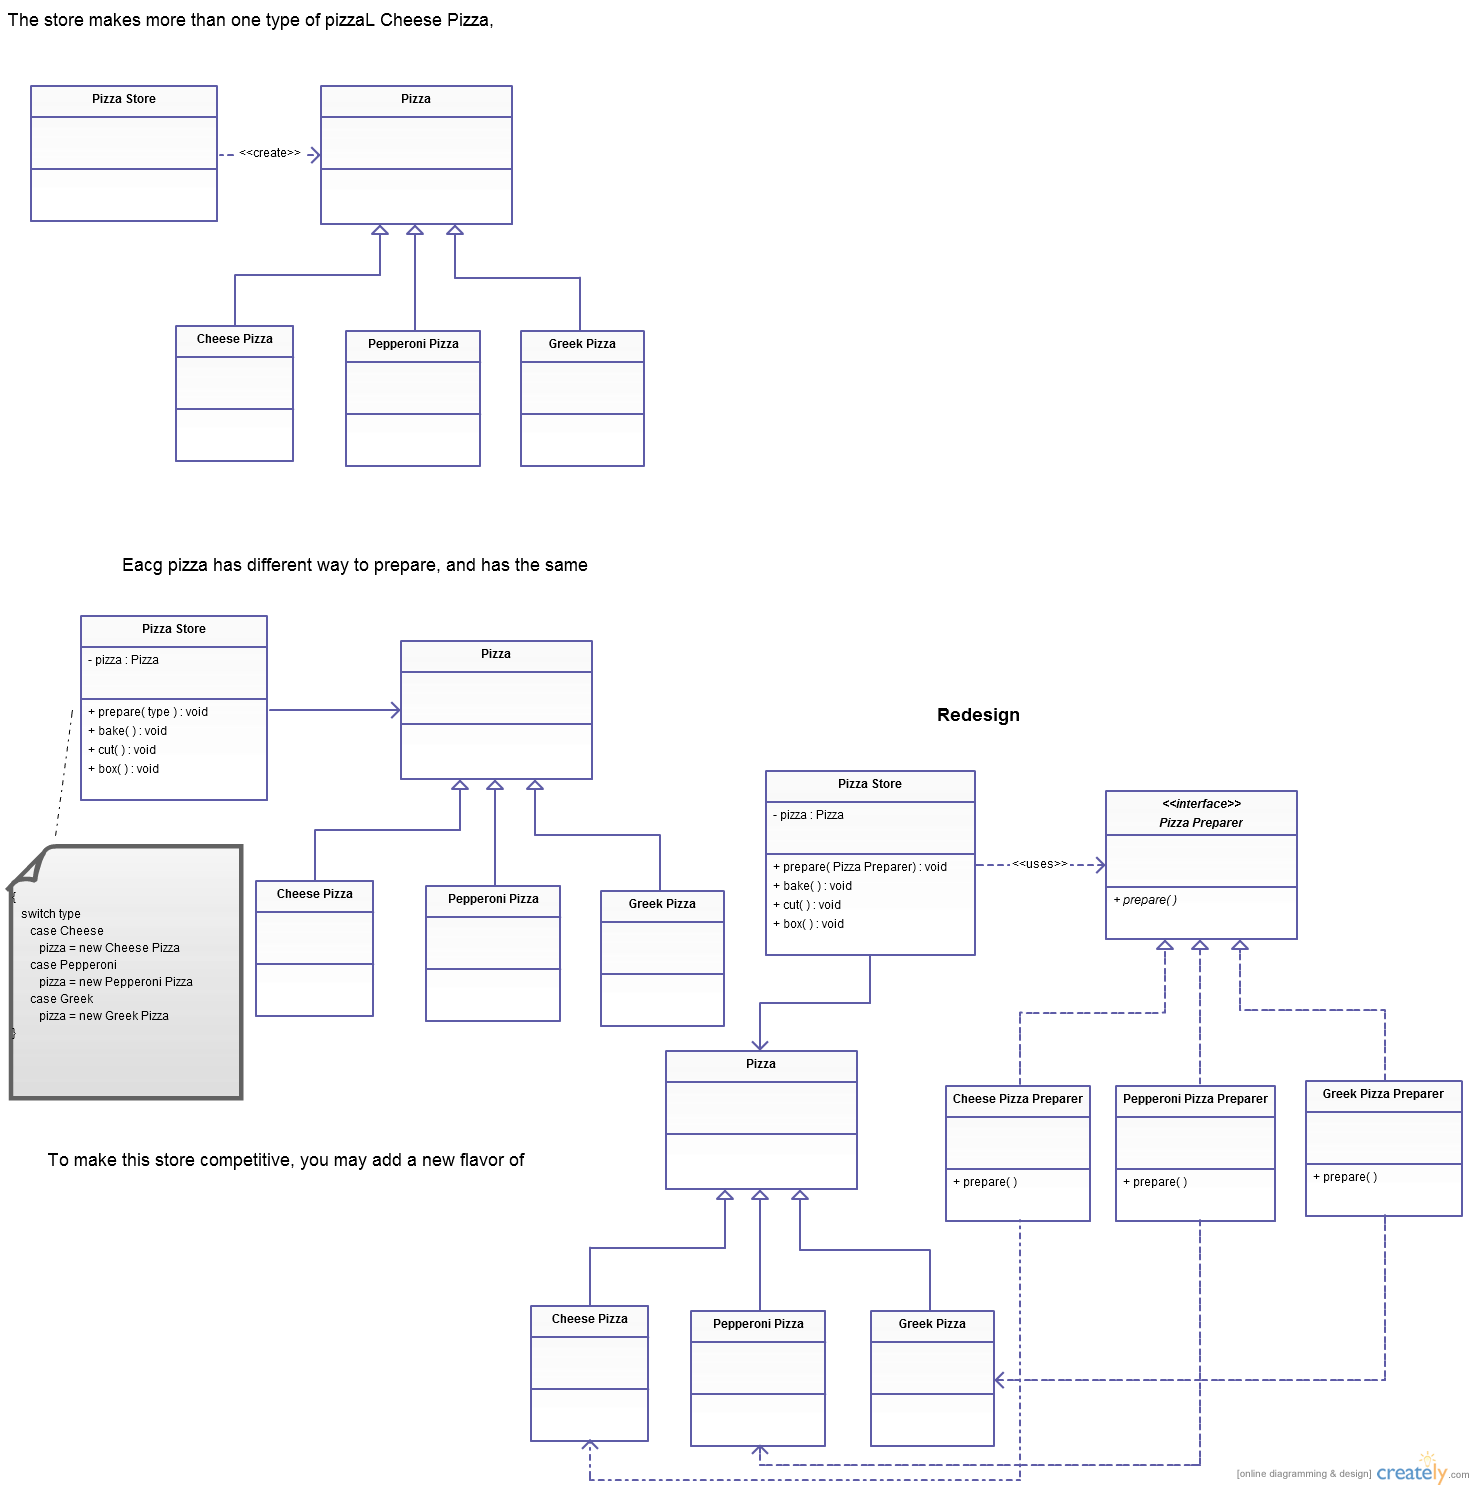 The store makes more than one type of pizzaL Cheese Pizza,
Pizza Store
Pizza
<<create>>
Cheese Pizza
Pepperoni Pizza
Greek Pizza
Eacg pizza has different way to prepare, and has the same
Pizza Store
- pizza : Pizza
+ prepare( type ) : void
+ bake( ) : void
+ cut( ) : void
+ box( ) : void
Pizza
Cheese Pizza
Pepperoni Pizza
Greek Pizza
{
switch type
case Cheese
pizza = new Cheese Pizza
case Pepperoni
pizza = new Pepperoni Pizza
case Greek
pizza = new Greek Pizza
}
To make this store competitive, you may add a new flavor of
Redesign
Pizza Store
- pizza : Pizza
+ prepare( Pizza Preparer) : void
+ bake( ) : void
+ cut( ) : void
+ box( ) : void
<<uses>>
<<interface>>
Pizza Preparer
+ prepare( )
Pizza
Cheese Pizza Preparer
+ prepare( )
Pepperoni Pizza Preparer
+ prepare( )
Greek Pizza Preparer
+ prepare( )
Cheese Pizza
Pepperoni Pizza
Greek Pizza
[online diagramming & design] creately.com